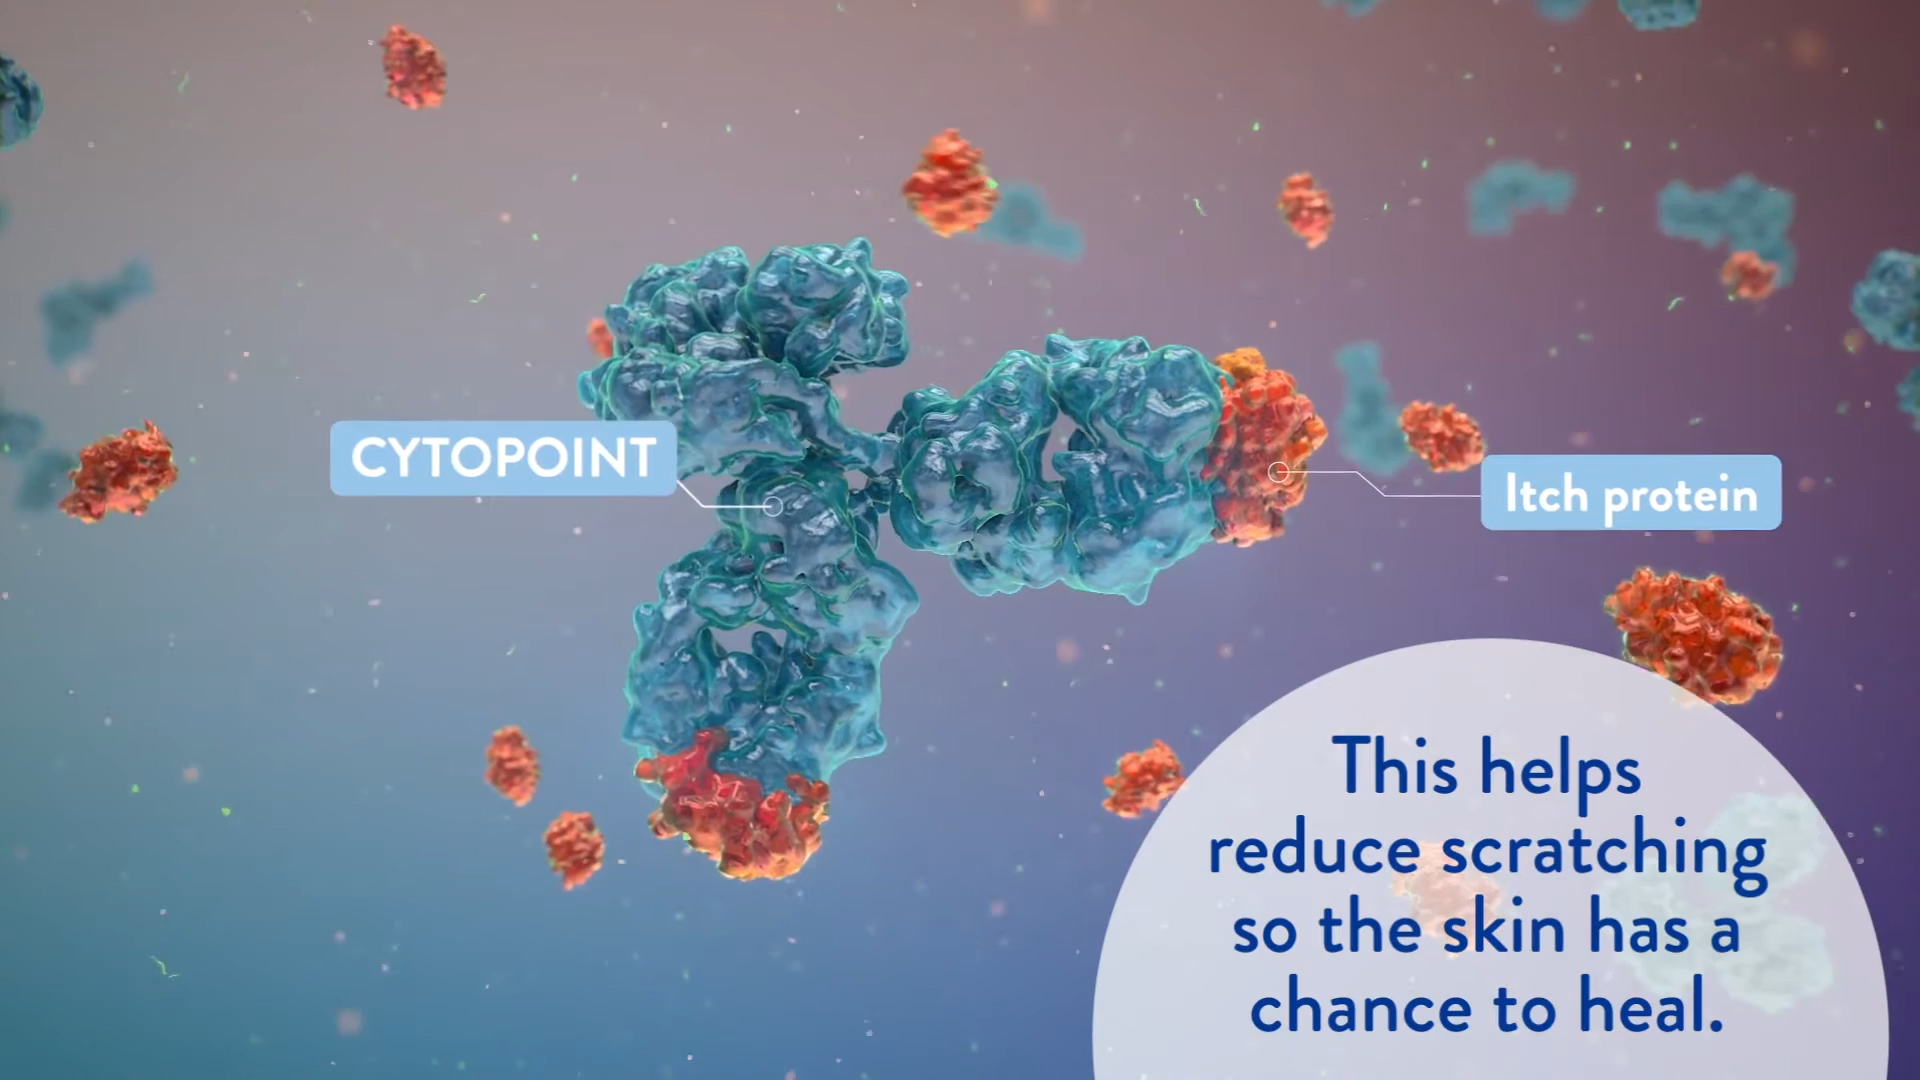 CYTOPOINT
Itch protein
This helps
reduce scratching
so the skin has a
chance to heal.